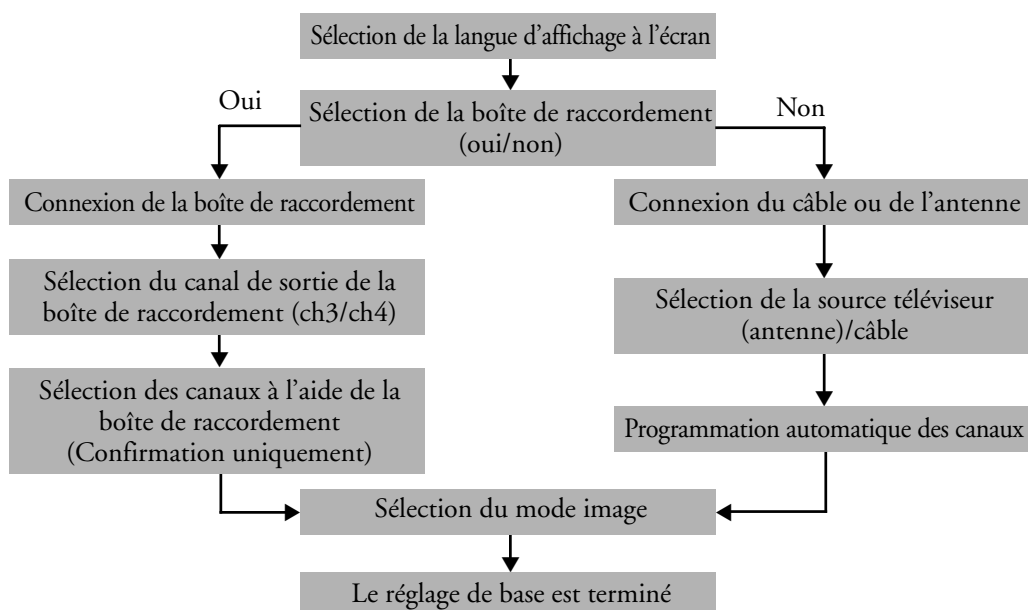 Sélection de la langue d'affichage à l'écran
Oui
Sélection de la boîte de raccordement
(oui/non)
Non
Connexion de la boîte de raccordement
Connexion du câble ou de l'antenne
Sélection du canal de sortie de la
boîte de raccordement (ch3/ch4)
Sélection de la source téléviseur
(antenne)/câble
Sélection des canaux à l'aide de la
boîte de raccordement
(Confirmation uniquement)
Programmation automatique des canaux
Sélection du mode image
Le réglage de base est terminé